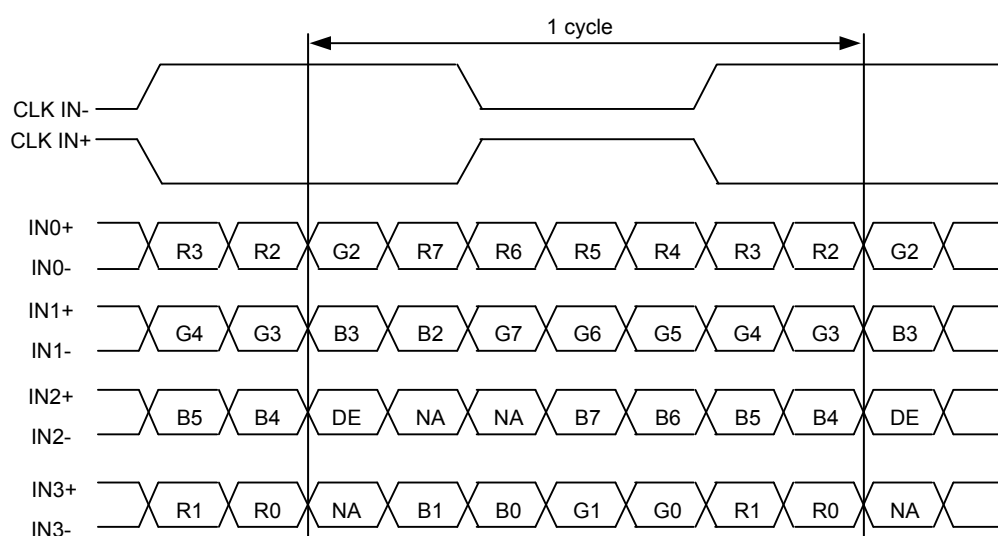 1 cycle
CLK IN-
CLK IN+
IN0+
R3 R2 G2 R7 R6 R5 R4 R3 R2 G2
IN0-
IN1+
G4 G3 B3 B2 G7 G6 G5 G4 G3 B3
IN1-
IN2+
B5 B4 DE NA NA B7 B6 B5 B4 DE
IN2-
IN3+
R1 R0 NA B1 B0 G1 G0 R1 R0 NA
IN3-